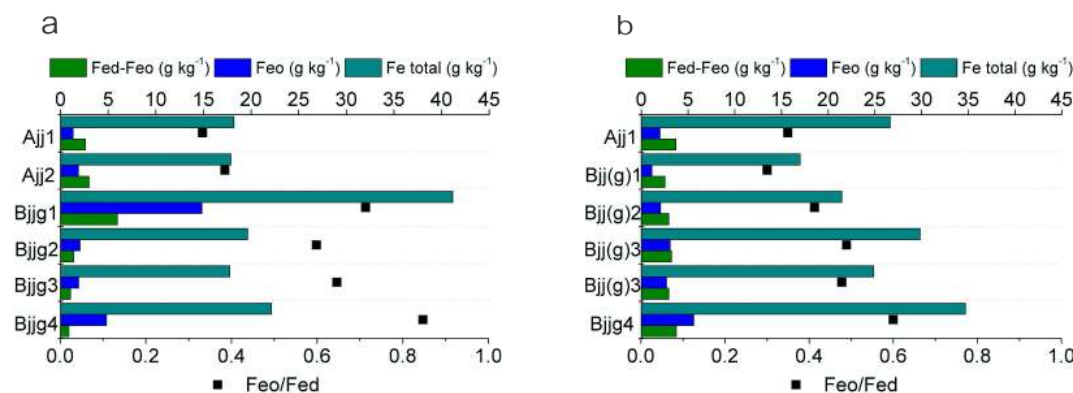 a
Fed-Feo (g kg⁻¹) Feo (g kg⁻¹) Fe total (g kg⁻¹)
0 5 10 15 20 25 30 35 40 45
Ajj1
Ajj2
Bjjg1
Bjjg2
Bjjg3
Bjjg4
0.0 0.2 0.4 0.6 0.8 1.0
Feo/Fed
b
Fed-Feo (g kg⁻¹) Feo (g kg⁻¹) Fe total (g kg⁻¹)
0 5 10 15 20 25 30 35 40 45
Ajj1
Bjj(g)1
Bjj(g)2
Bjj(g)3
Bjj(g)3
Bjjg4
0.0 0.2 0.4 0.6 0.8 1.0
Feo/Fed